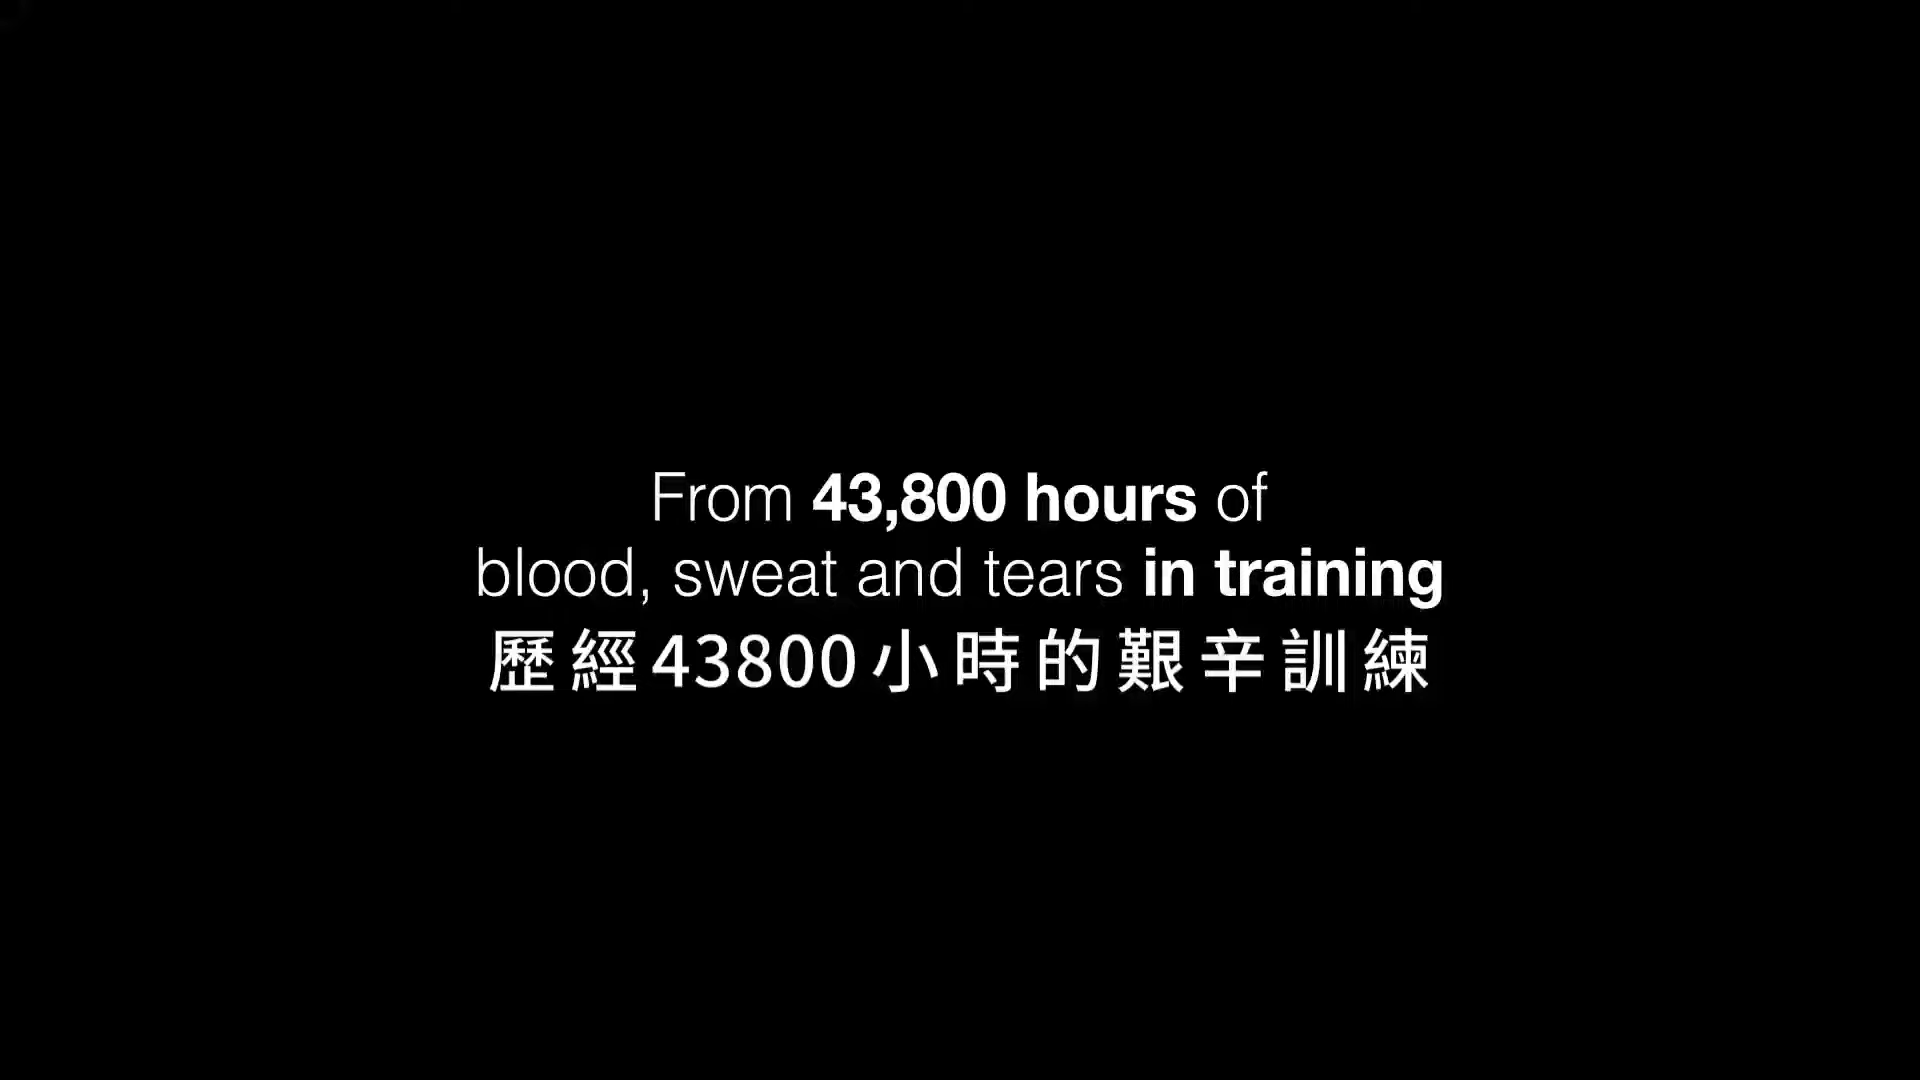 From 43,800 hours of
blood, sweat and tears in training
歷經43800小時的艱辛訓練